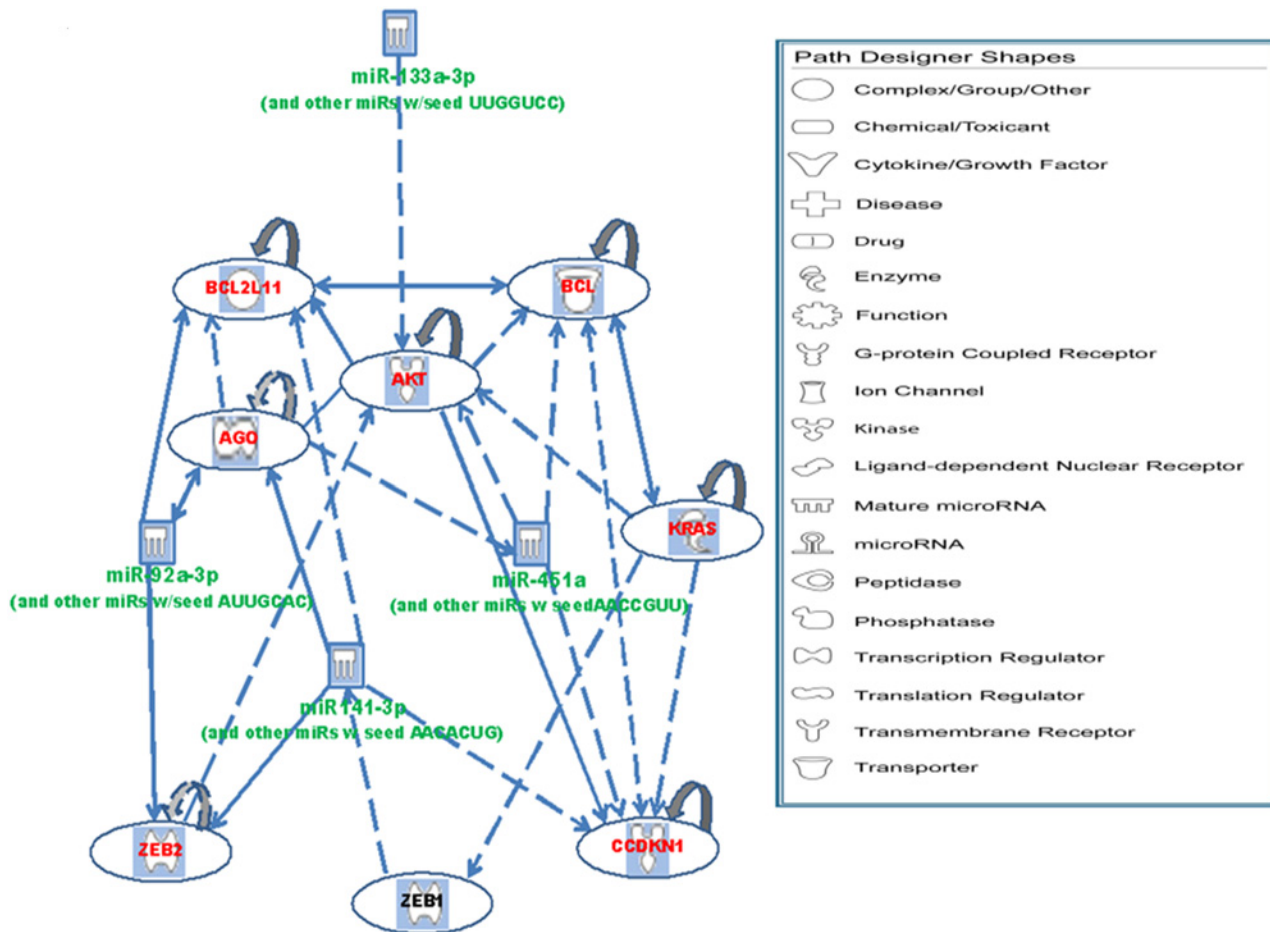 miR-133a-3p
(and other miRs w/seed UUGGUCC)
BCL2L11
BCL
AKT
AGO
KRAS
miR-92a-3p
(and other miRs w/seed AUUGCAC)
miR-451a
(and other miRs w seedAACCGUU)
miR141-3p
(and other miRs w seed AACACUG)
ZEB2
CCDKN1
ZEB1
Path Designer Shapes
Complex/Group/Other
Chemical/Toxicant
Cytokine/Growth Factor
Disease
Drug
Enzyme
Function
G-protein Coupled Receptor
Ion Channel
Kinase
Ligand-dependent Nuclear Receptor
Mature microRNA
microRNA
Peptidase
Phosphatase
Transcription Regulator
Translation Regulator
Transmembrane Receptor
Transporter